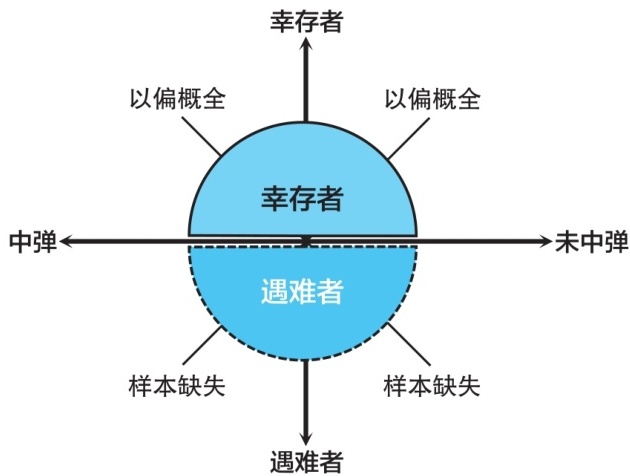 幸存者
以偏概全
以偏概全
幸存者
中弹
未中弹
遇难者
样本缺失
样本缺失
遇难者